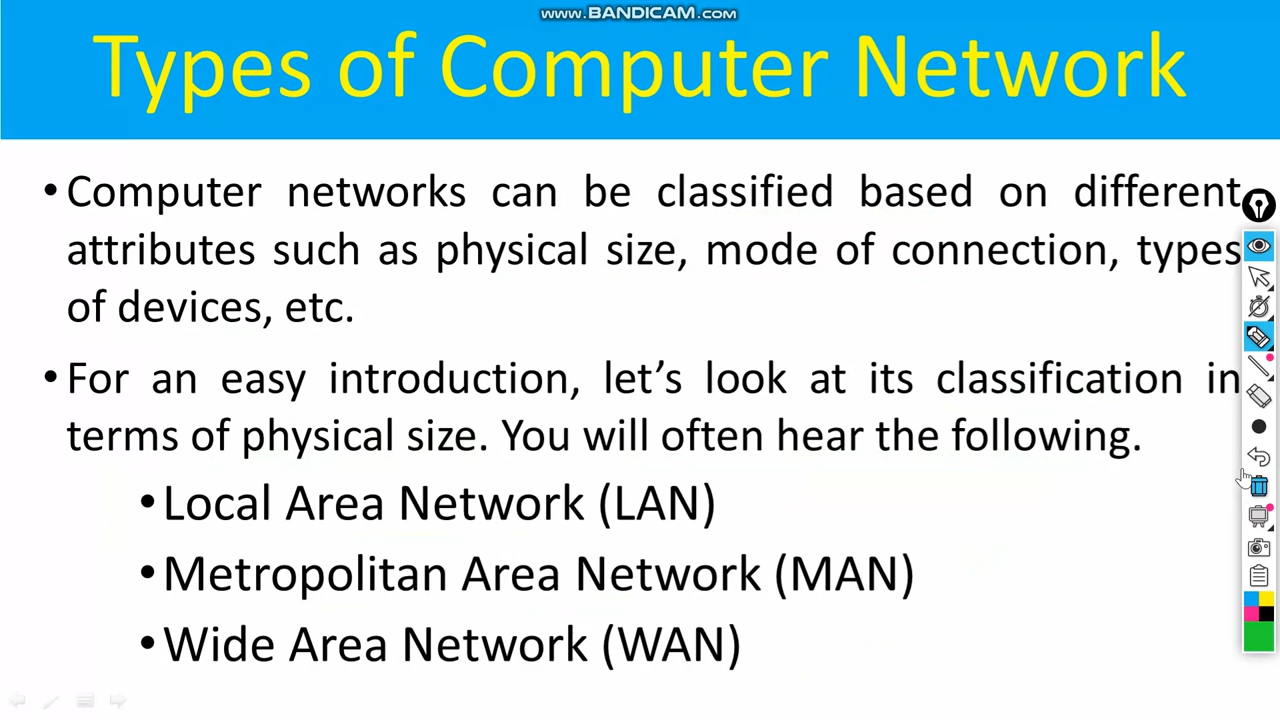 www.BANDICAM.com
Types of Computer Network
•Computer networks can be classified based on different
attributes such as physical size, mode of connection, types
of devices, etc.
•For an easy introduction, let’s look at its classification in
terms of physical size. You will often hear the following.
•Local Area Network (LAN)
•Metropolitan Area Network (MAN)
•Wide Area Network (WAN)